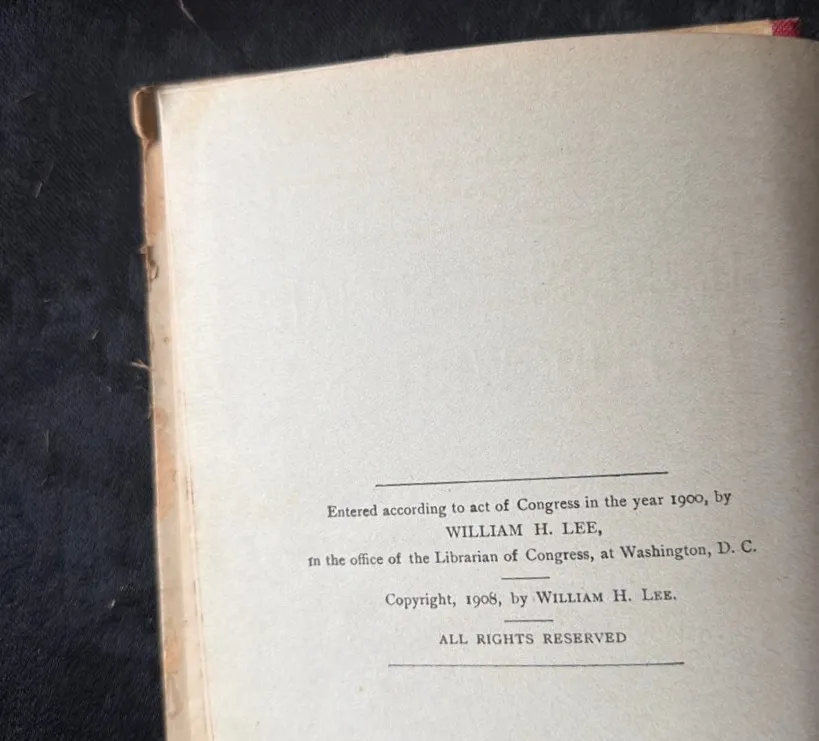 Entered according to act of Congress in the year 1900, by
WILLIAM H. LEE,
In the office of the Librarian of Congress, at Washington, D. C.
Copyright, 1908, by WILLIAM H. LEE.
ALL RIGHTS RESERVED